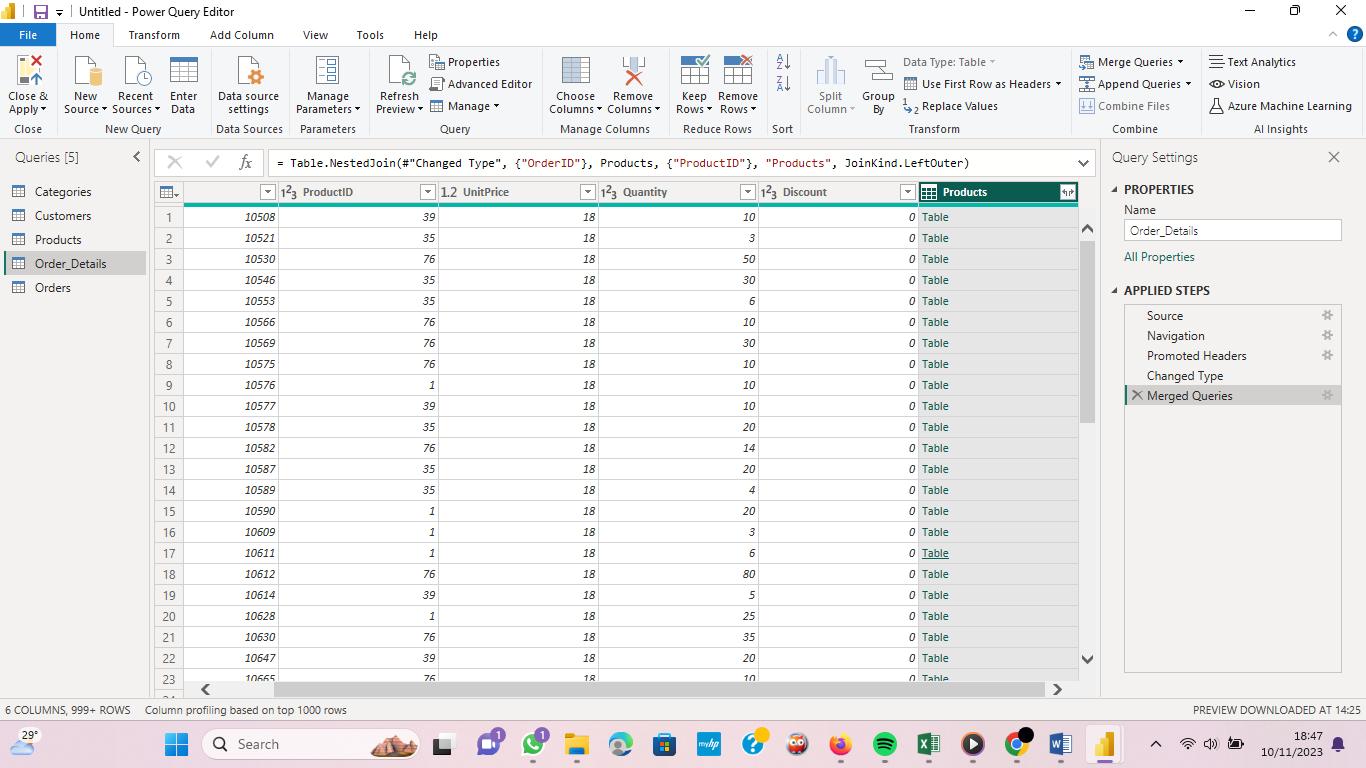 Untitled - Power Query Editor
File Home Transform Add Column View Tools Help
Close & Apply
New Source
Recent Sources
Enter Data
Data source settings
Manage Parameters
Refresh Preview
Properties
Advanced Editor
Manage
Choose Columns
Remove Columns
Keep Rows
Remove Rows
Split Column
Group By
Data Type: Table
Use First Row as Headers
Replace Values
Merge Queries
Append Queries
Combine Files
Text Analytics
Vision
Azure Machine Learning
Close New Query Data Sources Parameters Query Manage Columns Reduce Rows Sort Transform Combine AI Insights
Queries [5]
Categories
Customers
Products
Order_Details
Orders
fx = Table.NestedJoin(#"Changed Type", {"OrderID"}, Products, {"ProductID"}, "Products", JoinKind.LeftOuter)
123 ProductID 1.2 UnitPrice 123 Quantity 123 Discount Products
1 10508 39 18 10 0 Table
2 10521 35 18 3 0 Table
3 10530 76 18 50 0 Table
4 10546 35 18 30 0 Table
5 10553 35 18 6 0 Table
6 10566 76 18 10 0 Table
7 10569 76 18 30 0 Table
8 10575 76 18 10 0 Table
9 10576 1 18 10 0 Table
10 10577 39 18 10 0 Table
11 10578 35 18 20 0 Table
12 10582 76 18 14 0 Table
13 10587 35 18 20 0 Table
14 10589 35 18 4 0 Table
15 10590 1 18 20 0 Table
16 10609 1 18 3 0 Table
17 10611 1 18 6 0 Table
18 10612 76 18 80 0 Table
19 10614 39 18 5 0 Table
20 10628 1 18 25 0 Table
21 10630 76 18 35 0 Table
22 10647 39 18 20 0 Table
23 10665 76 18 10 0 Table
Query Settings
PROPERTIES
Name
Order_Details
All Properties
APPLIED STEPS
Source
Navigation
Promoted Headers
Changed Type
Merged Queries
6 COLUMNS, 999+ ROWS Column profiling based on top 1000 rows PREVIEW DOWNLOADED AT 14:25
29°
Search
1
1
myhp
18:47
10/11/2023